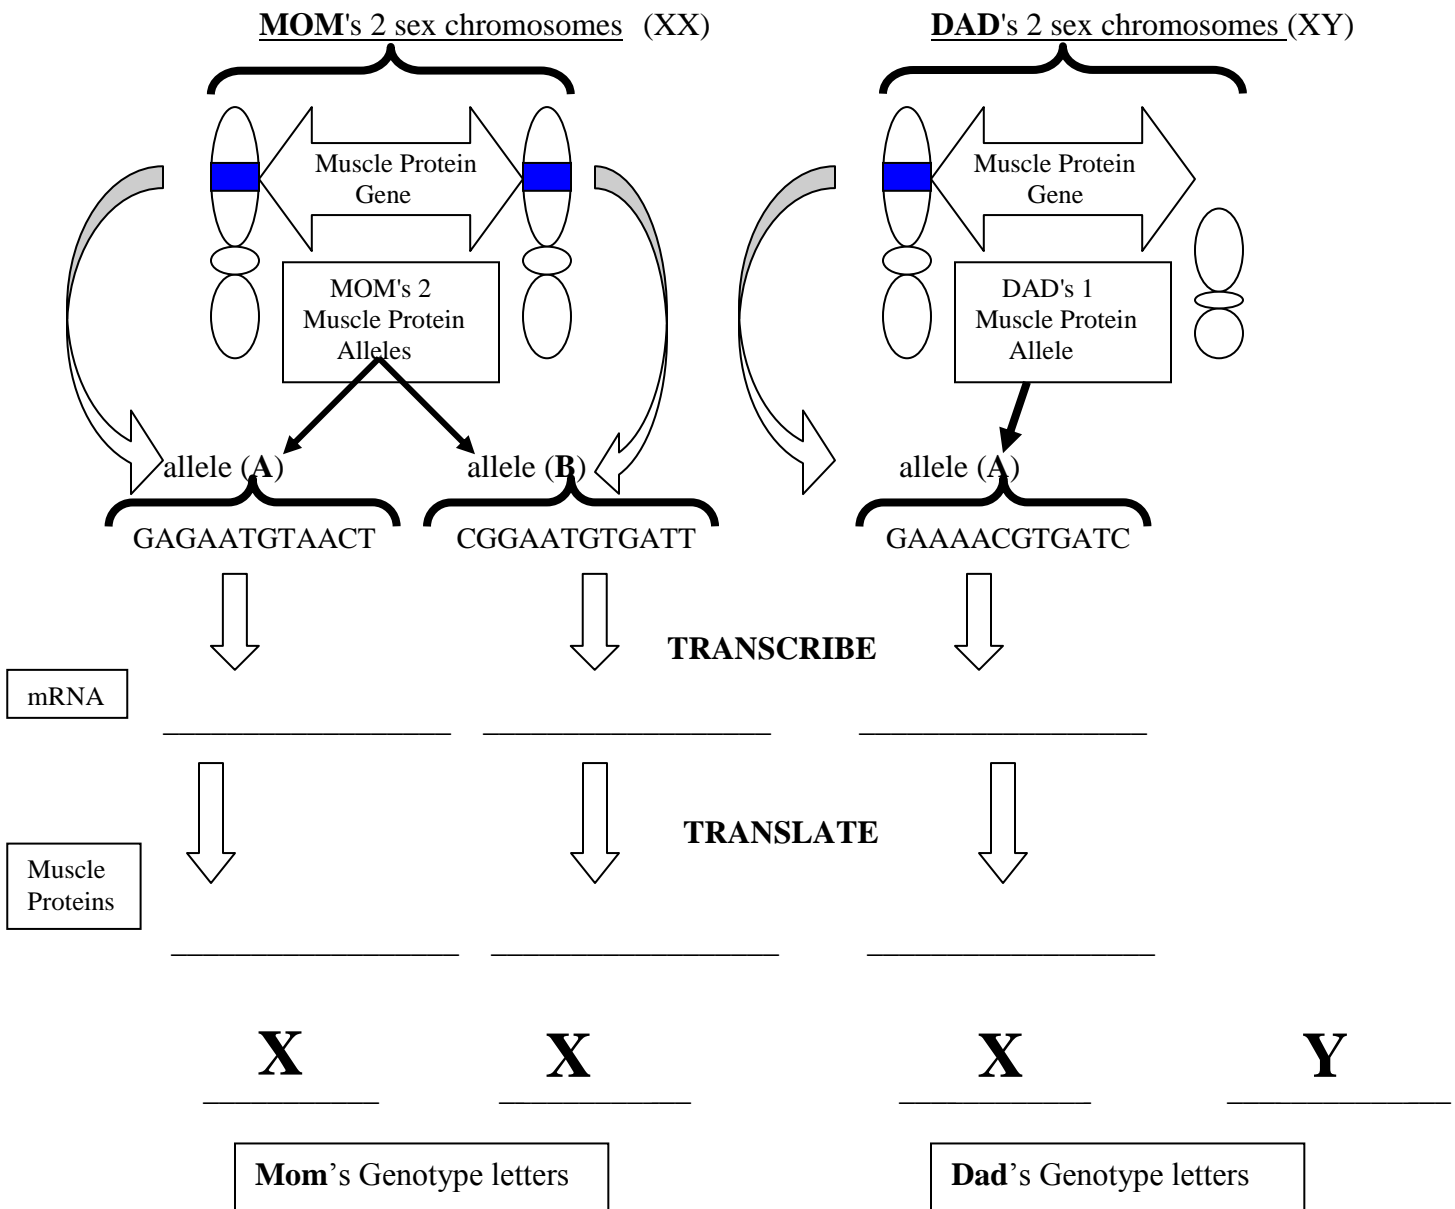 MOM's 2 sex chromosomes (XX)
DAD's 2 sex chromosomes (XY)
Muscle Protein
Gene
Muscle Protein
Gene
MOM's 2
Muscle Protein
Alleles
DAD's 1
Muscle Protein
Allele
allele (A)
allele (B)
allele (A)
GAGAATGTAACT
CGGAATGTGATT
GAAAACGTGATC
TRANSCRIBE
mRNA
TRANSLATE
Muscle
Proteins
X X X Y
Mom’s Genotype letters
Dad’s Genotype letters